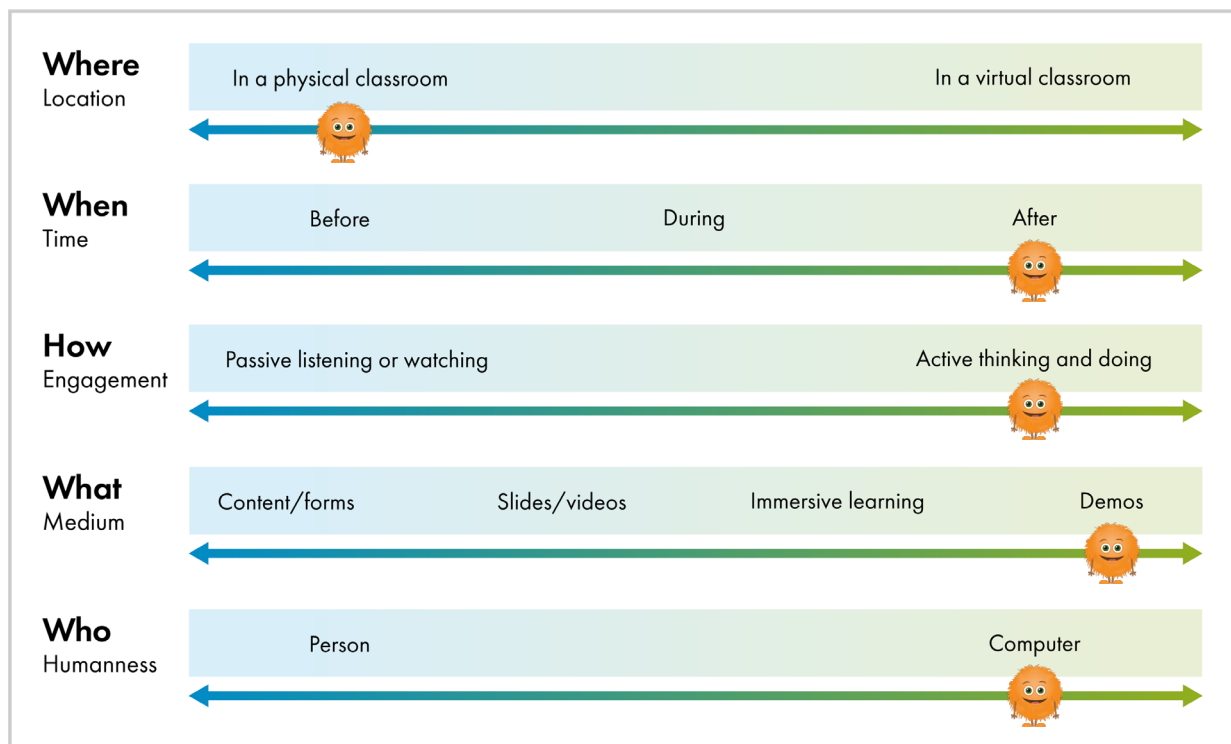 Where
Location
In a physical classroom
In a virtual classroom
When
Time
Before
During
After
How
Engagement
Passive listening or watching
Active thinking and doing
What
Medium
Content/forms
Slides/videos
Immersive learning
Demos
Who
Humanness
Person
Computer